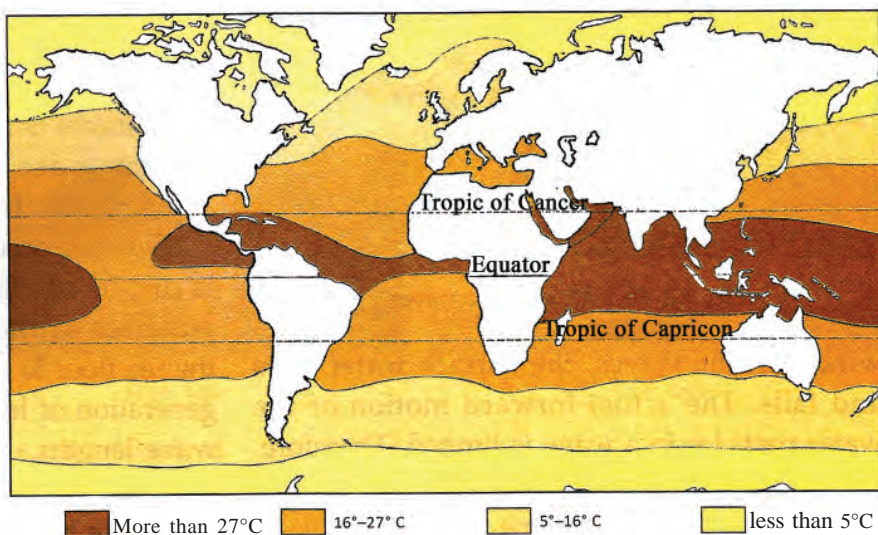 Tropic of Cancer
Equator
Tropic of Capricon
More than 27°C 16°–27° C 5°–16° C less than 5°C